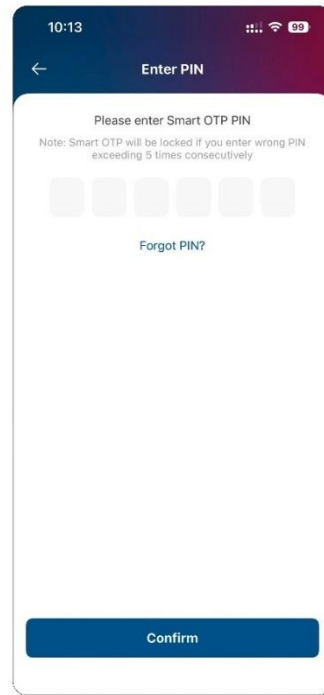 10:13
99
Enter PIN
Please enter Smart OTP PIN
Note: Smart OTP will be locked if you enter wrong PIN
exceeding 5 times consecutively
Forgot PIN?
Confirm